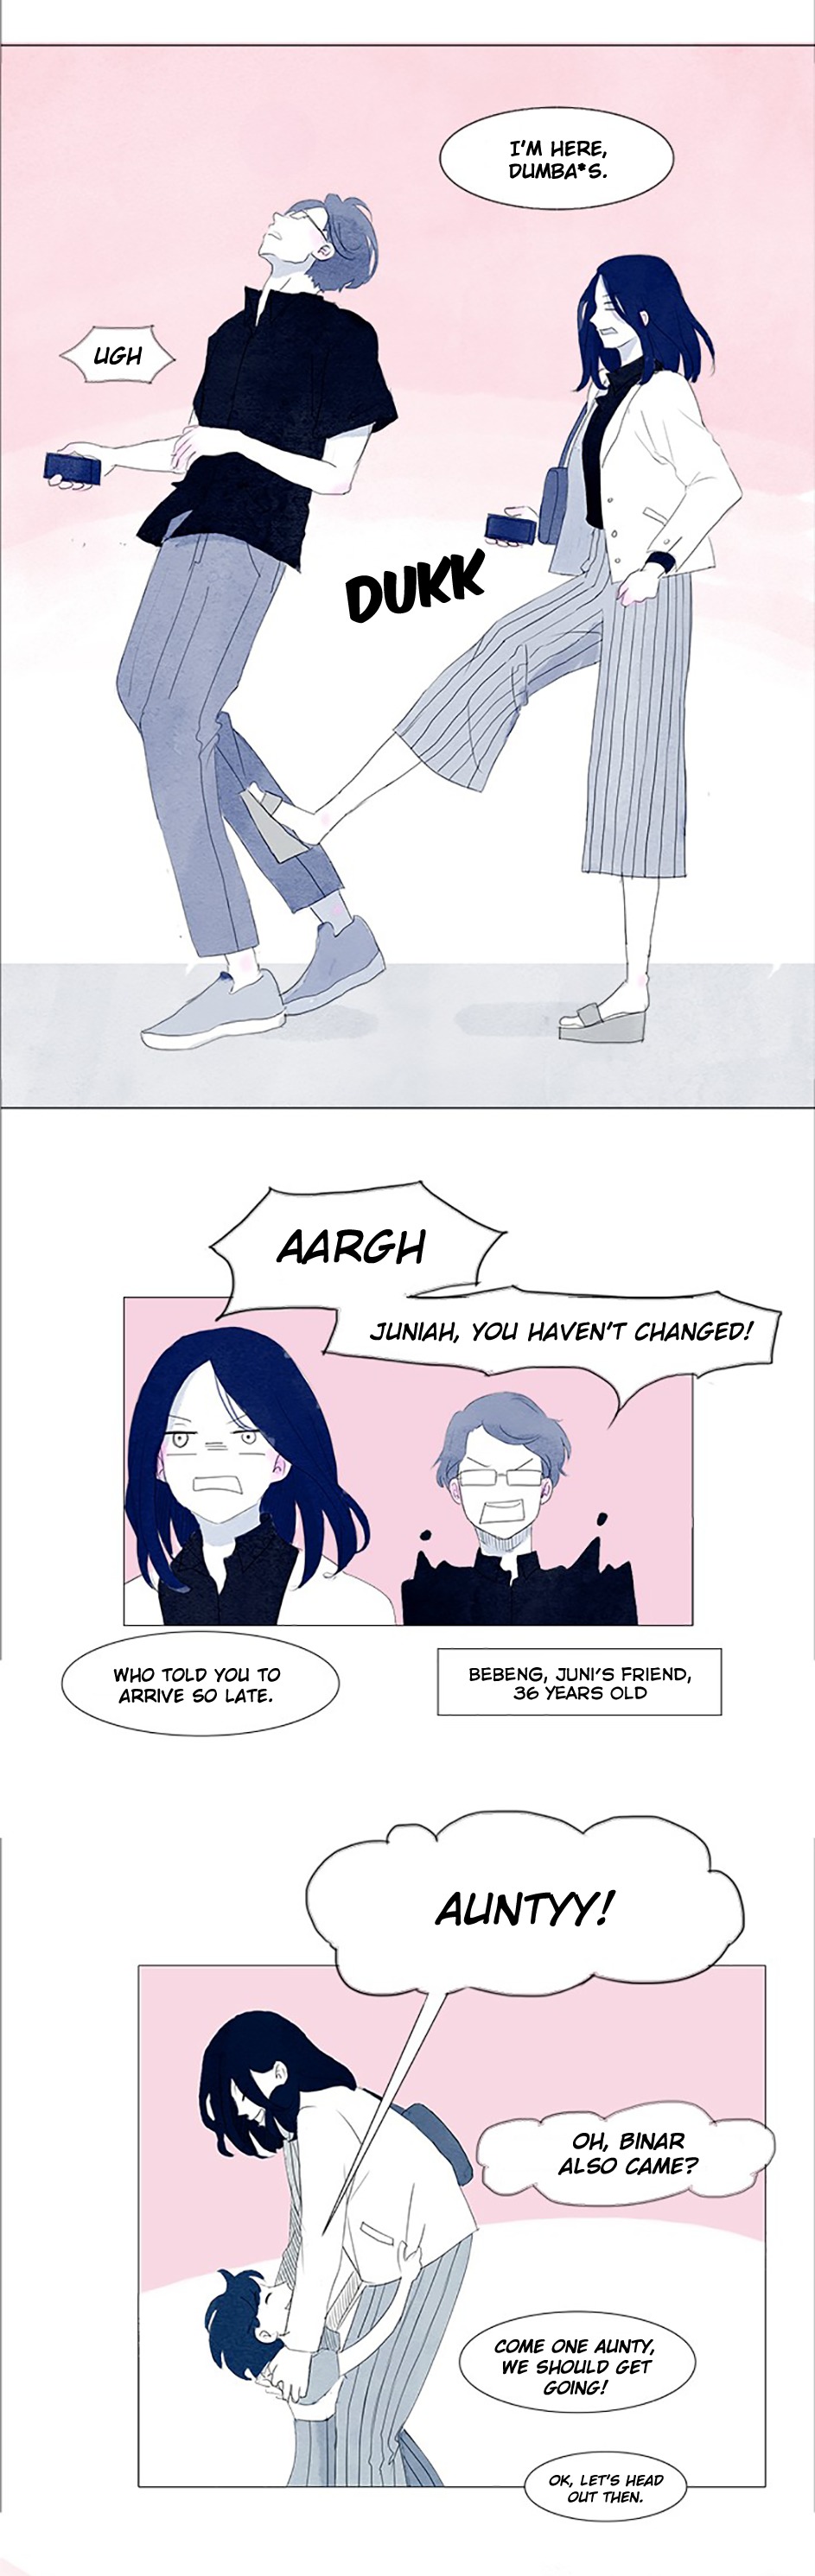 I'M HERE,
DUMBA*S.
UGH
DUKK
AARGH
JUNIAH, YOU HAVEN'T CHANGED!
WHO TOLD YOU TO
ARRIVE SO LATE.
BEBENG, JUNI'S FRIEND,
36 YEARS OLD
AUNTYY!
OH, BINAR
ALSO CAME?
COME ONE AUNTY,
WE SHOULD GET
GOING!
OK, LET'S HEAD
OUT THEN.